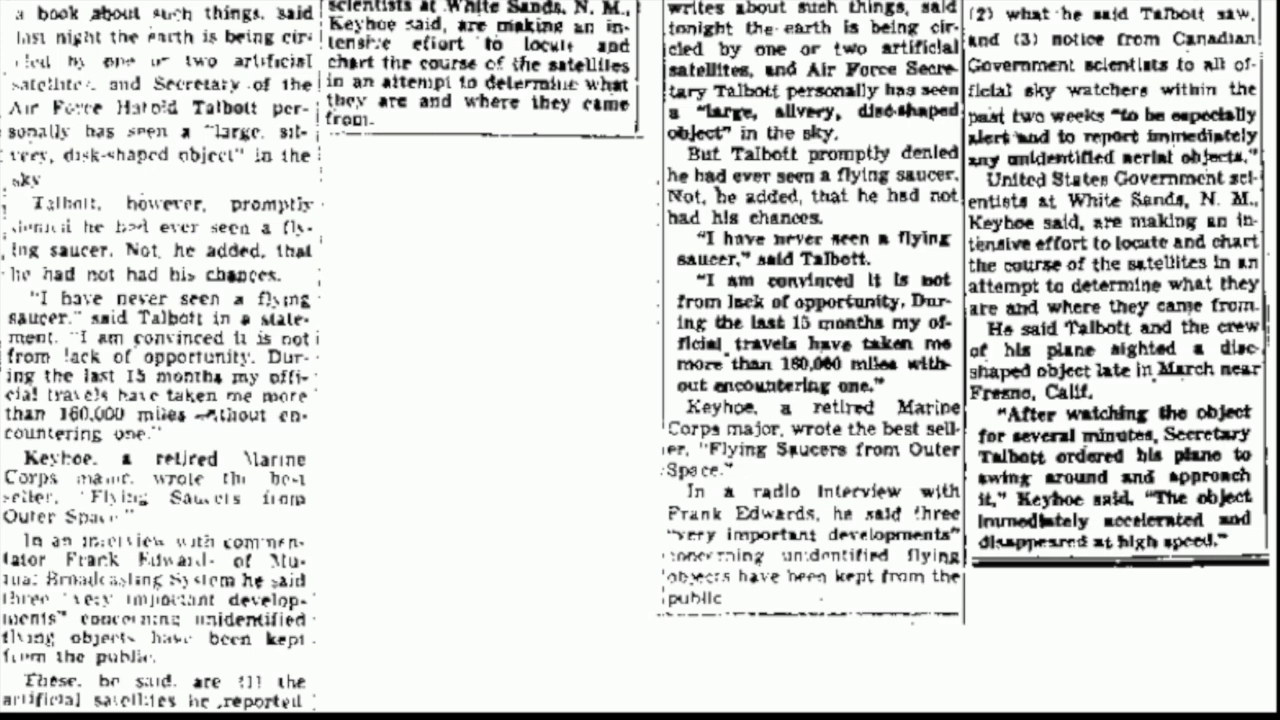 a book about such things, said
last night the earth is being cir-
cled by one or two artificial
satellites, and Secretary of the
Air Force Harold Talbott per-
sonally has seen a "large, sil-
very, disk-shaped object" in the
sky
Talbott, however, promptly
denied he had ever seen a fly-
ing saucer. Not, he added, that
he had not had his chances.
"I have never seen a flying
saucer," said Talbott in a state-
ment. "I am convinced it is not
from lack of opportunity. Dur-
ing the last 15 months my offi-
cial travels have taken me more
than 160,000 miles without en-
countering one."
Keyhoe, a retired Marine
Corps major, wrote the best
seller, "Flying Saucers from
Outer Space"
In an interview with commen-
tator Frank Edwards of Mu-
tual Broadcasting System he said
three "very important develop-
ments" concerning unidentified
flying objects have been kept
from the public.
These, he said, are (1) the
artificial satellites he reported
scientists at White Sands, N. M.,
Keyhoe said, are making an in-
tensive effort to locate and
chart the course of the satellites
in an attempt to determine what
they are and where they came
from.
writes about such things, said
tonight the earth is being cir-
cled by one or two artificial
satellites, and Air Force Secre-
tary Talbott personally has seen
a "large, silvery, disc-shaped
object" in the sky.
But Talbott promptly denied
he had ever seen a flying saucer.
Not, he added, that he had not
had his chances.
"I have never seen a flying
saucer," said Talbott.
"I am convinced it is not
from lack of opportunity. Dur-
ing the last 15 months my of-
ficial travels have taken me
more than 160,000 miles with-
out encountering one."
Keyhoe, a retired Marine
Corps major, wrote the best sell-
er, "Flying Saucers from Outer
Space."
In a radio interview with
Frank Edwards, he said three
"very important developments"
concerning unidentified flying
objects have been kept from the
public
(2) what he said Talbott saw,
and (3) notice from Canadian
Government scientists to all of-
ficial sky watchers within the
past two weeks "to be especially
alert and to report immediately
any unidentified aerial objects."
United States Government sci-
entists at White Sands, N. M.,
Keyhoe said, are making an in-
tensive effort to locate and chart
the course of the satellites in an
attempt to determine what they
are and where they came from.
He said Talbott and the crew
of his plane sighted a disc-
shaped object late in March near
Fresno, Calif.
"After watching the object
for several minutes, Secretary
Talbott ordered his plane to
swing around and approach
it," Keyhoe said. "The object
immediately accelerated and
disappeared at high speed."